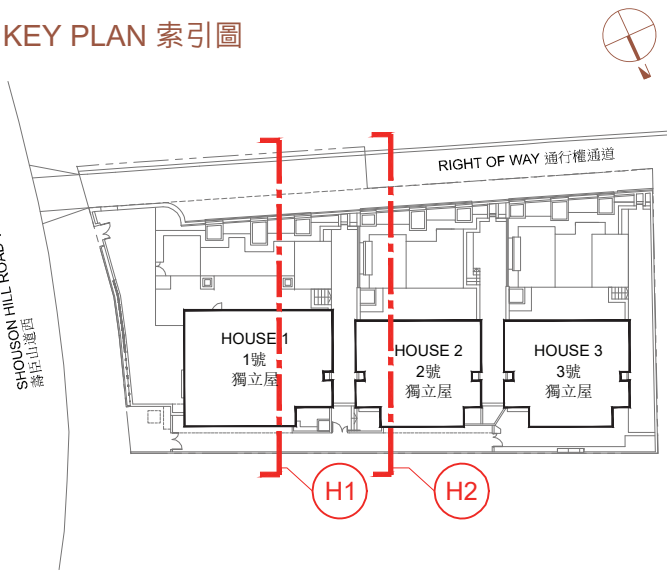 KEY PLAN 索引圖
RIGHT OF WAY 通行權通道
SHOUSON HILL ROAD
壽臣山道西
HOUSE 1
1號
獨立屋
HOUSE 2
2號
獨立屋
HOUSE 3
3號
獨立屋
H1
H2